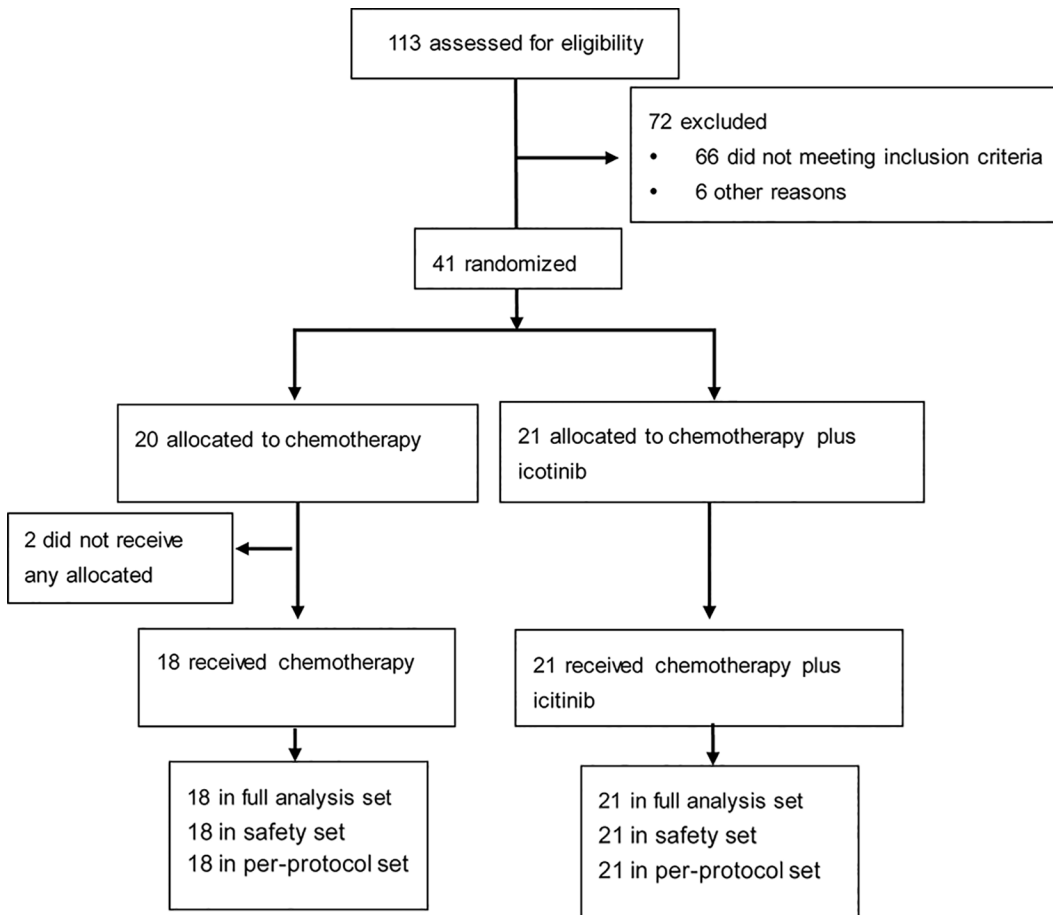 113 assessed for eligibility
72 excluded
• 66 did not meeting inclusion criteria
• 6 other reasons
41 randomized
20 allocated to chemotherapy
21 allocated to chemotherapy plus
icotinib
2 did not receive
any allocated
18 received chemotherapy
21 received chemotherapy plus
icitinib
18 in full analysis set
18 in safety set
18 in per-protocol set
21 in full analysis set
21 in safety set
21 in per-protocol set